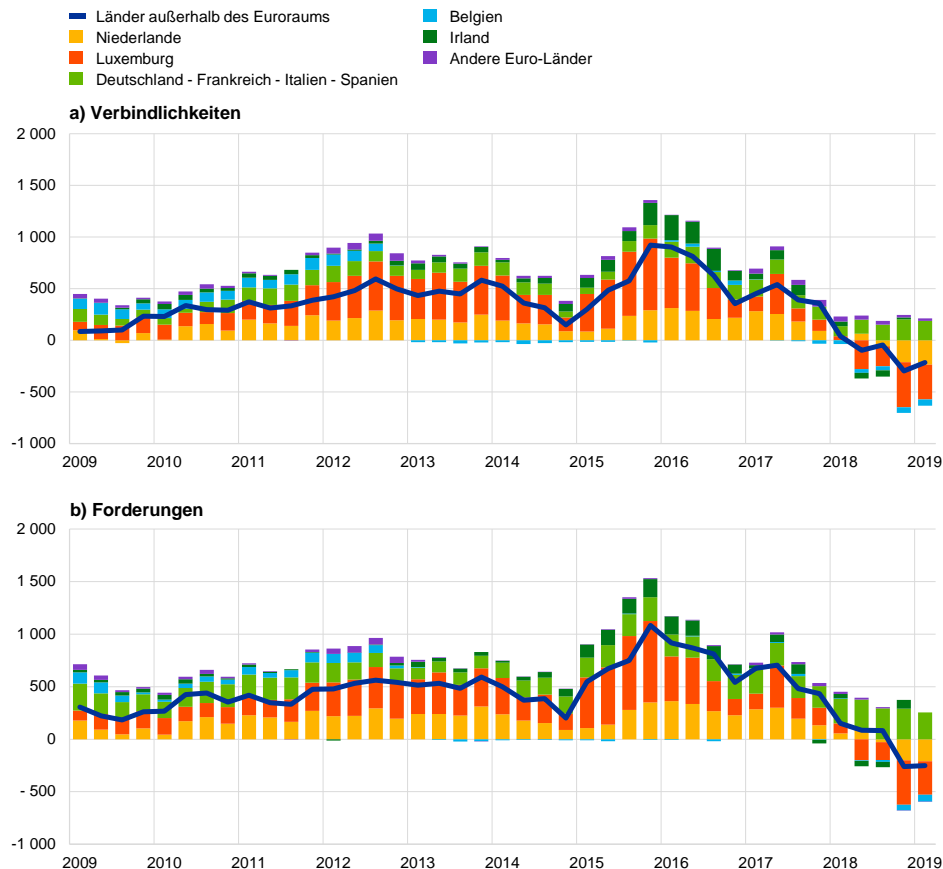 Länder außerhalb des Euroraums
Niederlande
Luxemburg
Deutschland - Frankreich - Italien - Spanien
Belgien
Irland
Andere Euro-Länder
a) Verbindlichkeiten
2 000
1 500
1 000
500
0
- 500
-1 000
2009 2010 2011 2012 2013 2014 2015 2016 2017 2018 2019
b) Forderungen
2 000
1 500
1 000
500
0
- 500
-1 000
2009 2010 2011 2012 2013 2014 2015 2016 2017 2018 2019